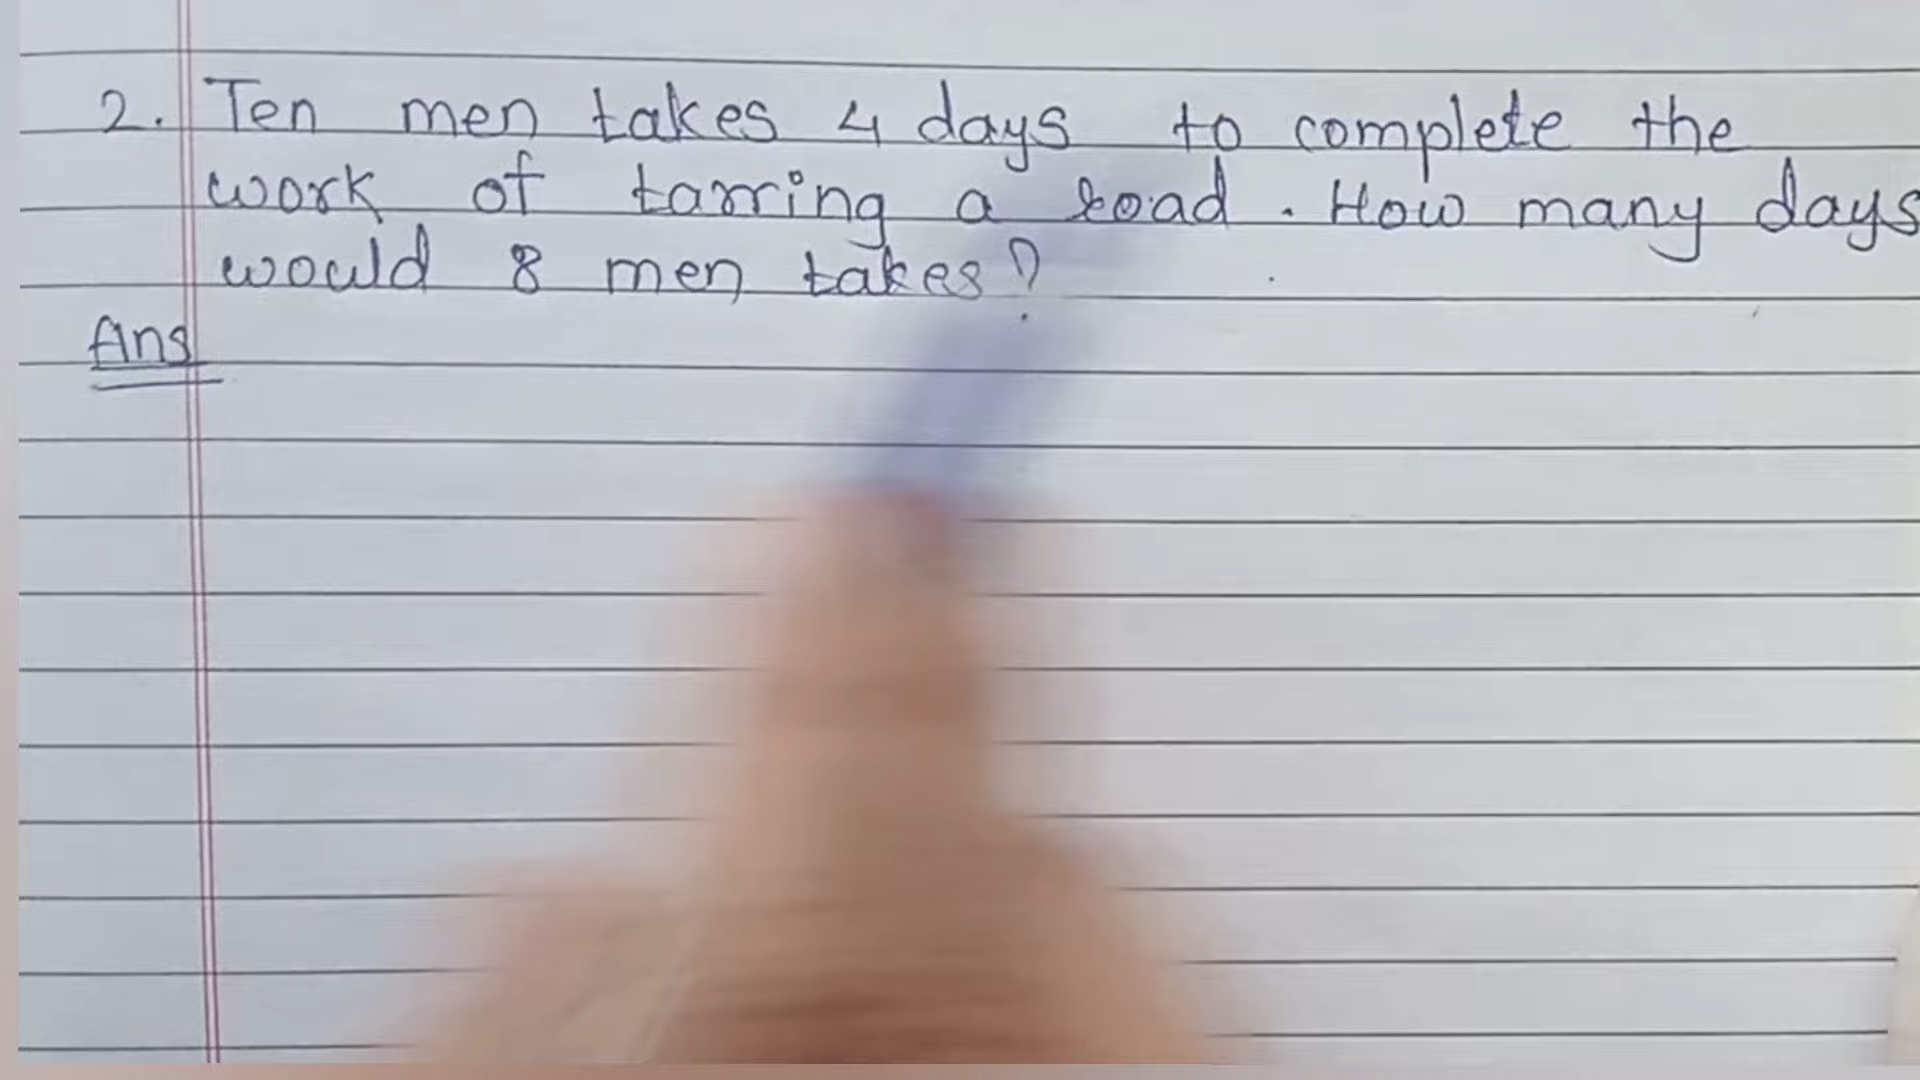 2. Ten men takes 4 days to complete the
work of tarring a road. How many days
would 8 men takes?
Ans